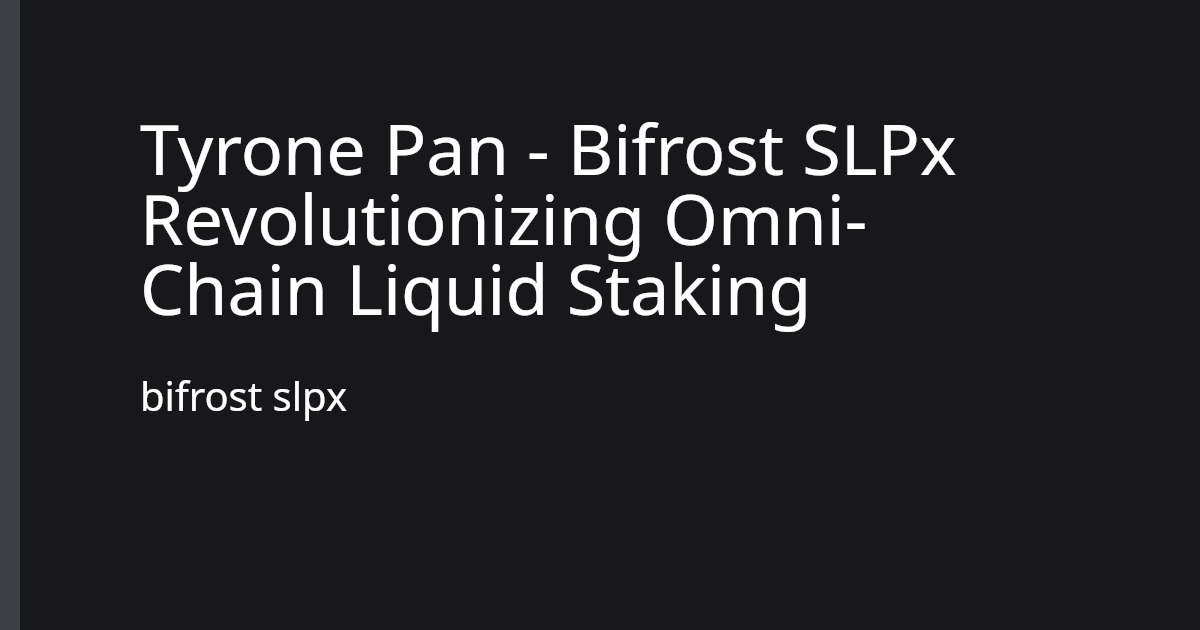 Tyrone Pan - Bifrost SLPx
Revolutionizing Omni-
Chain Liquid Staking
bifrost slpx